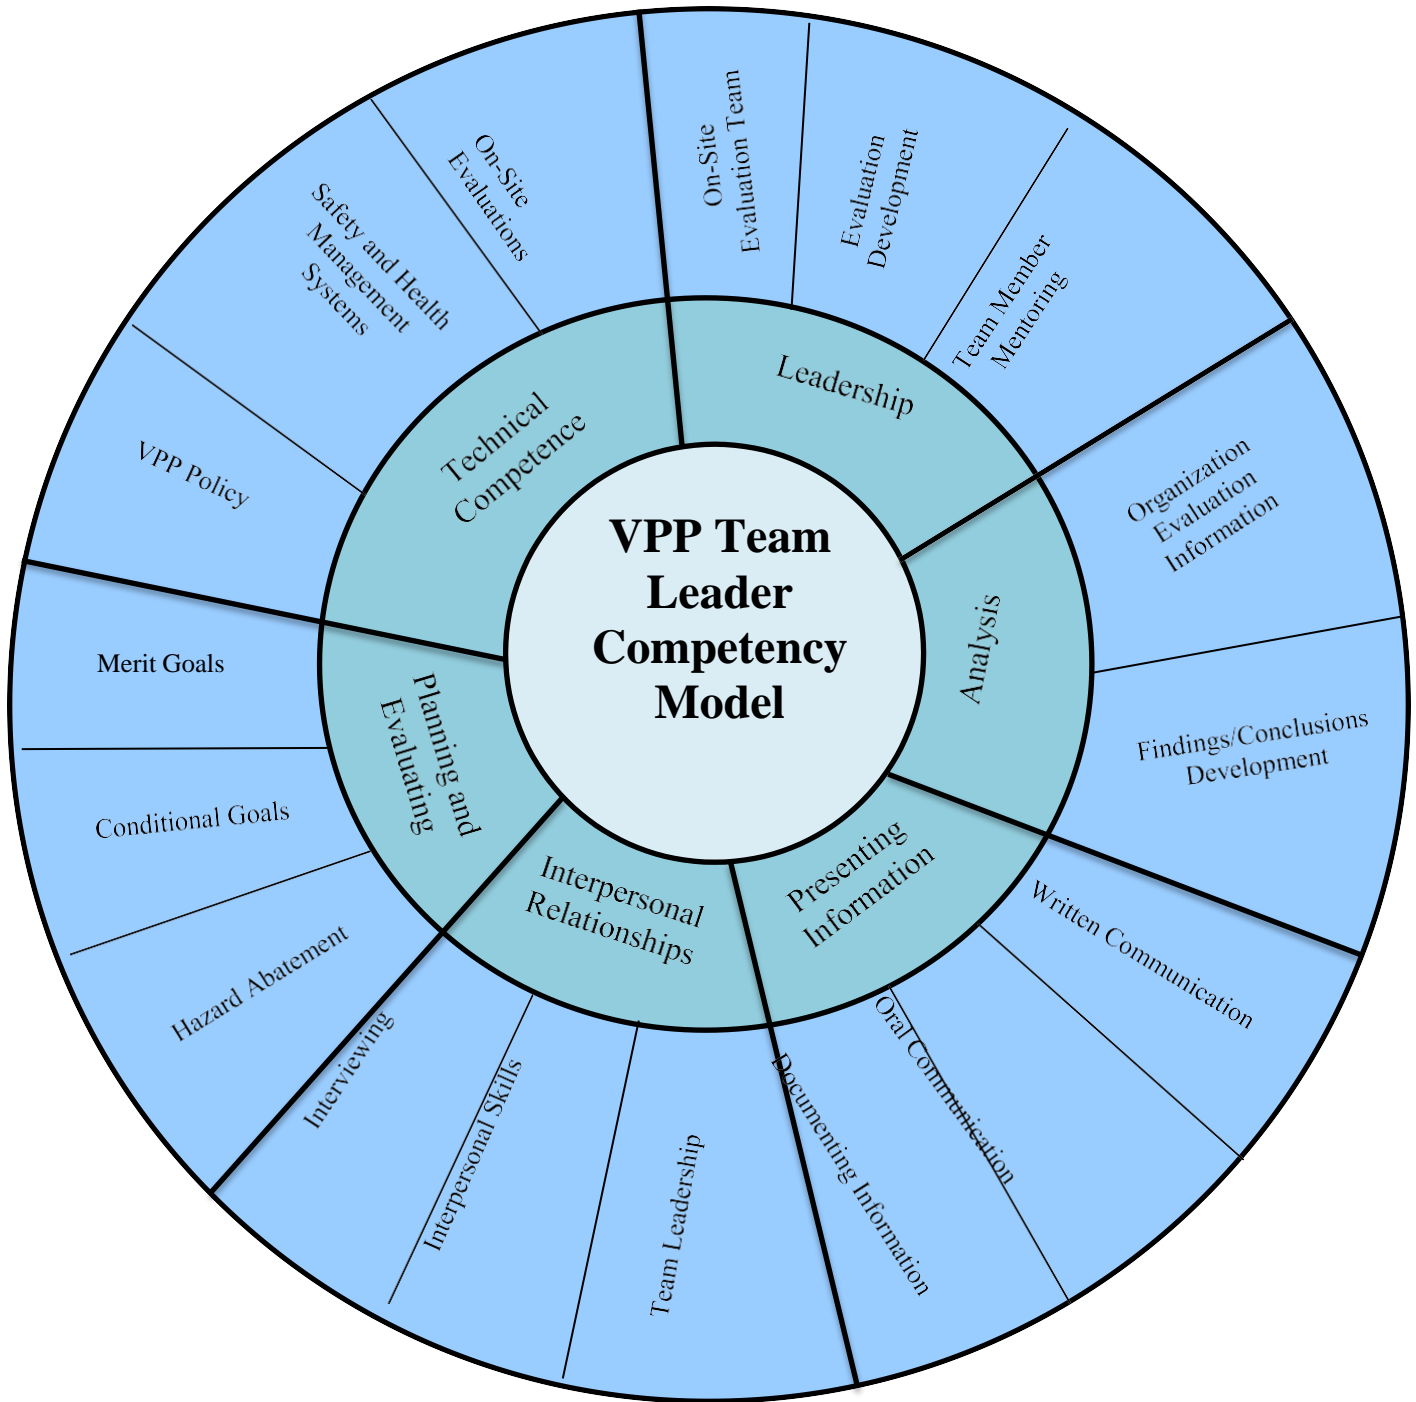 VPP Team
Leader
Competency
Model
Leadership
On-Site
Evaluation Team
Evaluation
Development
Team Member
Mentoring
Analysis
Organization
Evaluation
Information
Findings/Conclusions
Development
Presenting
Information
Written Communication
Oral Communication
Documenting Information
Interpersonal
Relationships
Team Leadership
Interpersonal Skills
Interviewing
Planning and
Evaluating
Hazard Abatement
Conditional Goals
Merit Goals
Technical
Competence
VPP Policy
Safety and Health
Management
Systems
On-Site
Evaluations